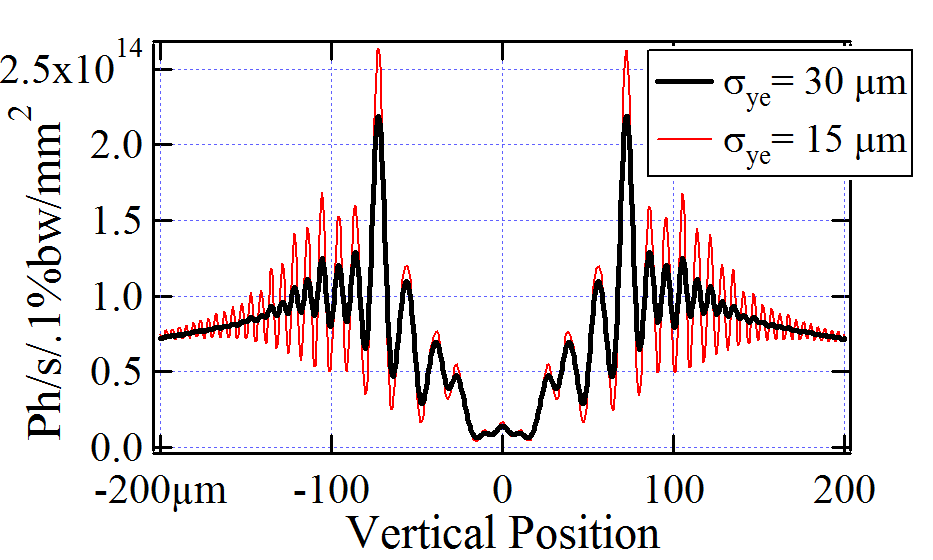 2.5x10¹⁴
2.0
1.5
1.0
0.5
0.0
Ph/s/.1%bw/mm²
-200μm
-100
0
100
200
Vertical Position
σye= 30 μm
σye= 15 μm